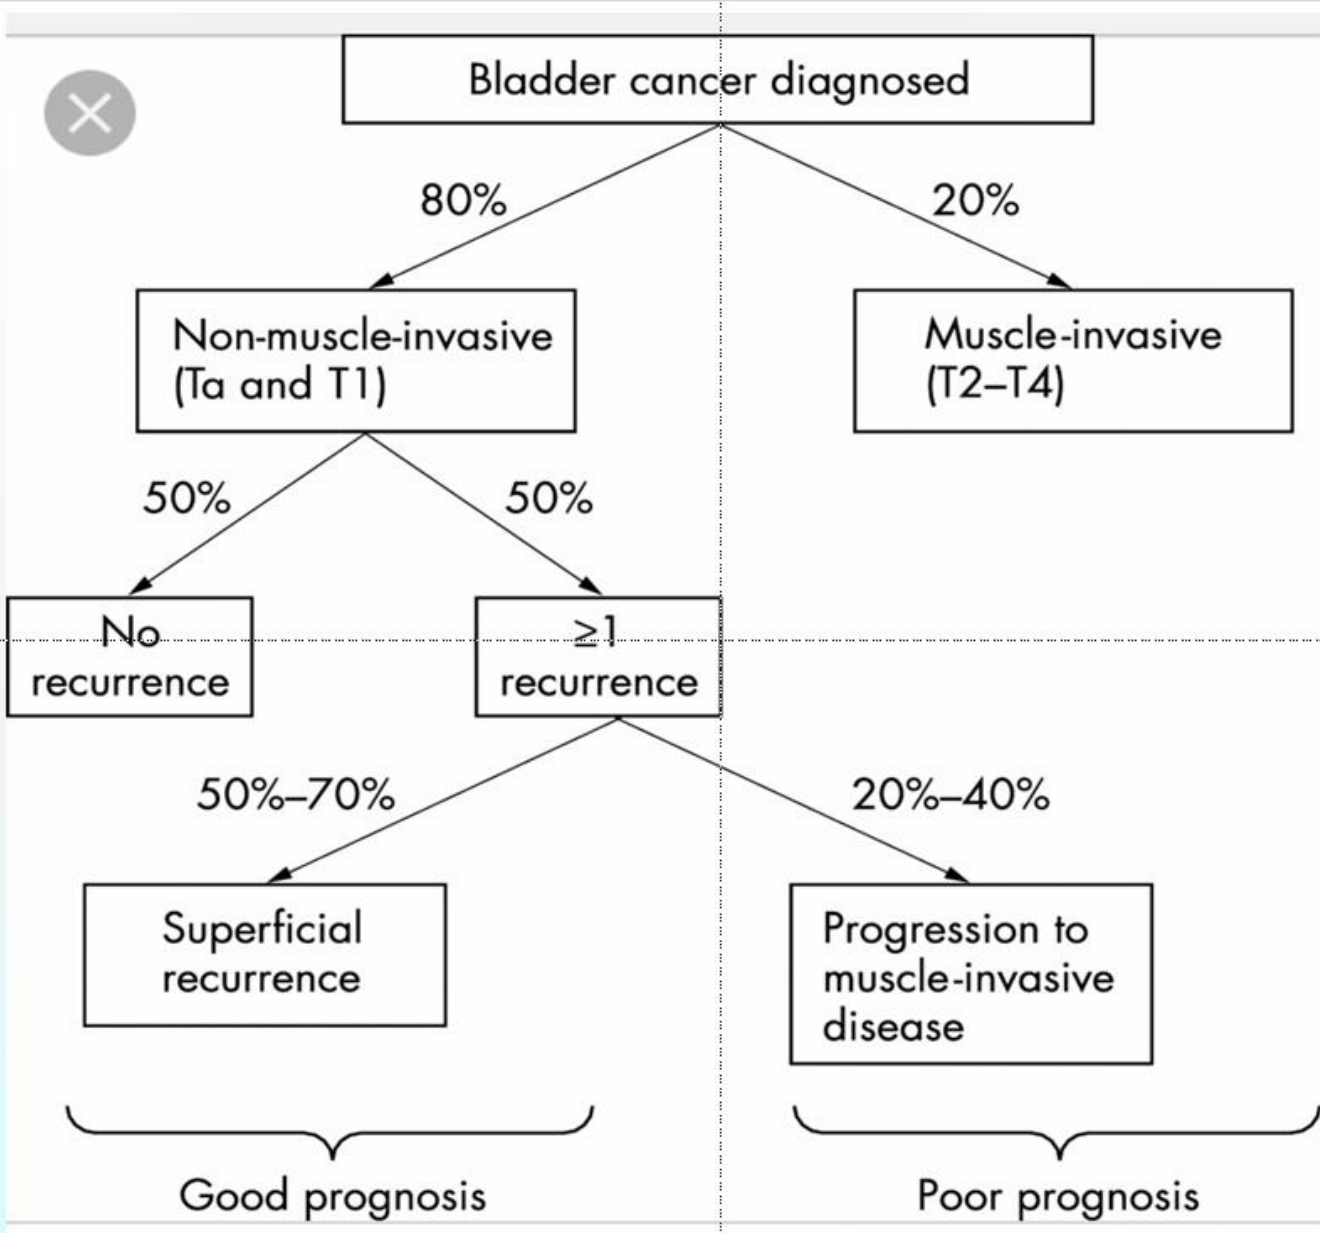 Bladder cancer diagnosed
80%
20%
Non-muscle-invasive
(Ta and T1)
Muscle-invasive
(T2–T4)
50%
50%
No
recurrence
≥1
recurrence
50%–70%
20%–40%
Superficial
recurrence
Progression to
muscle-invasive
disease
Good prognosis
Poor prognosis